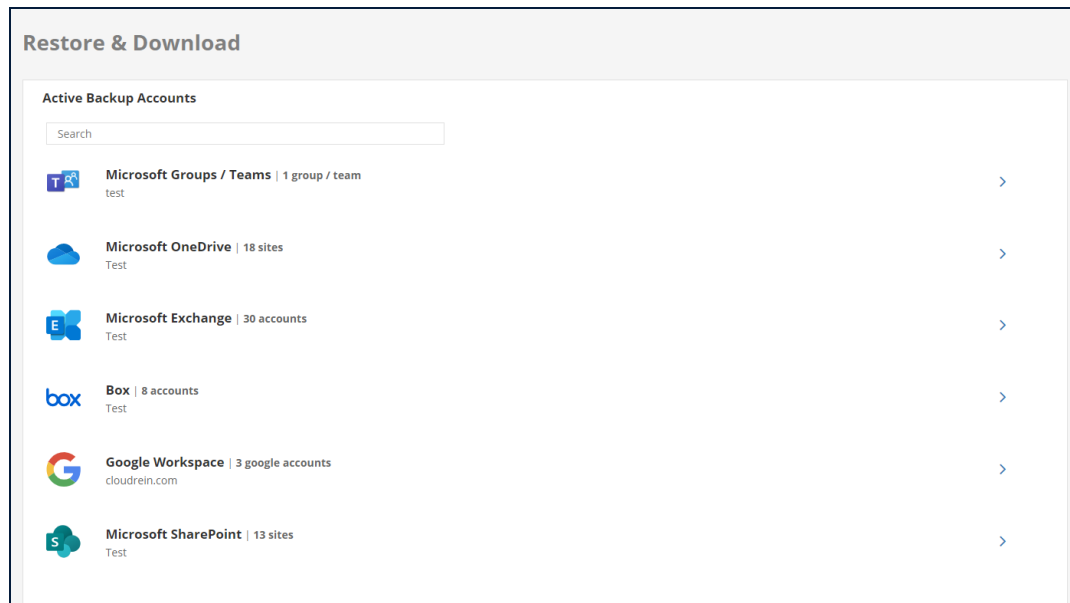 Restore & Download
Active Backup Accounts
Search
T
Microsoft Groups / Teams | 1 group / team
test
Microsoft OneDrive | 18 sites
Test
E
Microsoft Exchange | 30 accounts
Test
box
Box | 8 accounts
Test
Google Workspace | 3 google accounts
cloudrein.com
S
Microsoft SharePoint | 13 sites
Test